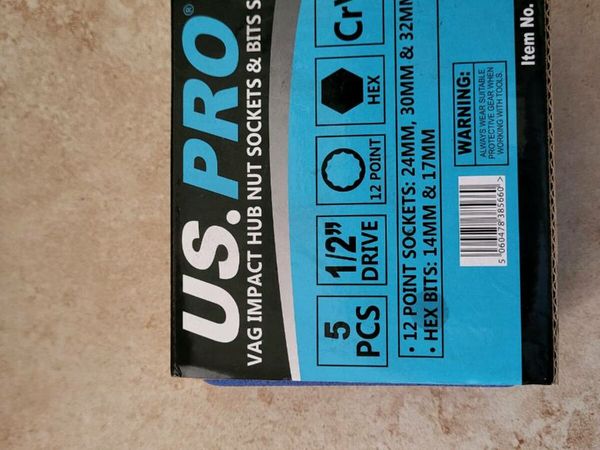 US.PRO®
VAG IMPACT HUB NUT SOCKETS & BITS S
5
PCS
1/2”
DRIVE
12 POINT
HEX
CrV
• 12 POINT SOCKETS: 24MM, 30MM & 32MM
• HEX BITS: 14MM & 17MM
WARNING:
ALWAYS WEAR SUITABLE
PROTECTIVE GEAR WHEN
WORKING WITH TOOLS.
5 060478 385660 >
Item No.